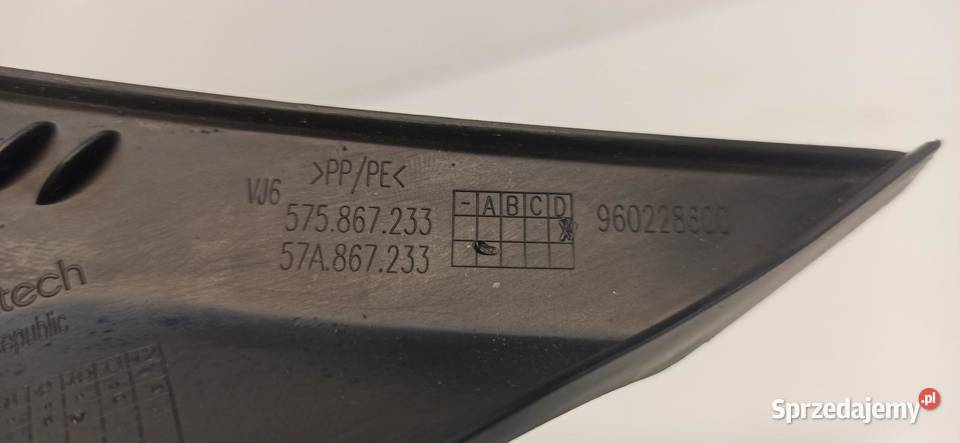 >PP/PE<
VJ6
575.867.233
57A.867.233
- A B C D
tech
Sprzedajemy.pl